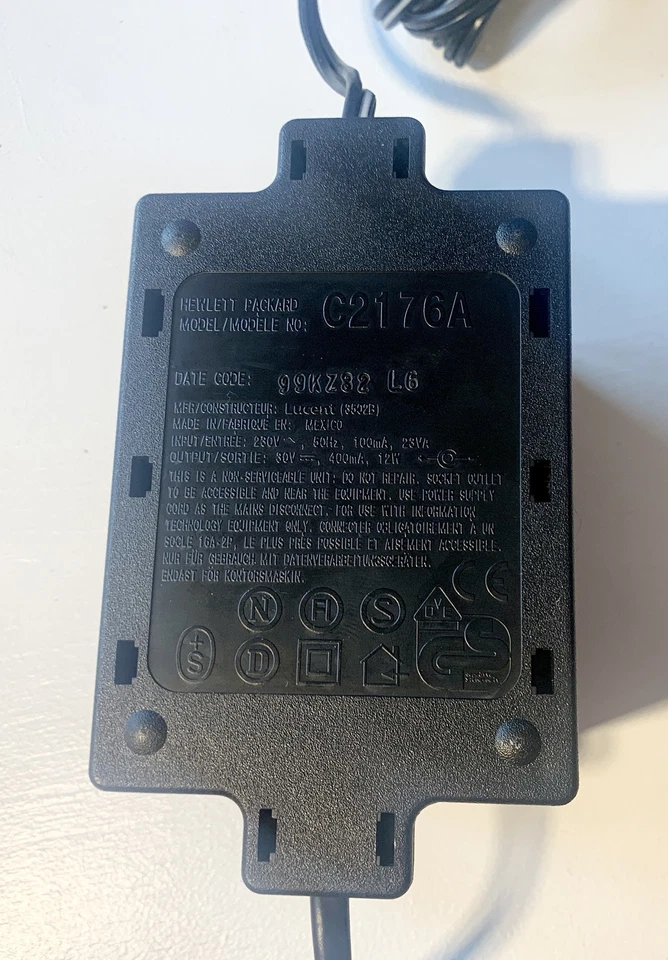 HEWLETT PACKARD
MODEL/MODÈLE NO: C2176A
DATE CODE: 99KZ32 L6
MFR/CONSTRUCTEUR: Lucent (3502B)
MADE IN/FABRIQUE EN: MEXICO
INPUT/ENTRÉE: 230V ~, 50Hz, 100mA, 23VA
OUTPUT/SORTIE: 30V ⎓, 400mA, 12W
THIS IS A NON-SERVICEABLE UNIT: DO NOT REPAIR. SOCKET OUTLET
TO BE ACCESSIBLE AND NEAR THE EQUIPMENT. USE POWER SUPPLY
CORD AS THE MAINS DISCONNECT. FOR USE WITH INFORMATION
TECHNOLOGY EQUIPMENT ONLY. CONNECTER OBLIGATOIREMENT A UN
SOCLE 16A-2P, LE PLUS PRÈS POSSIBLE ET AISEMENT ACCESSIBLE.
NUR FUR GEBRAUCH MIT DATENVERARBEITUNGSGERÄTEN.
ENDAST FOR KONTORSMASKIN.
CE
N FI S DVE
+S D GS